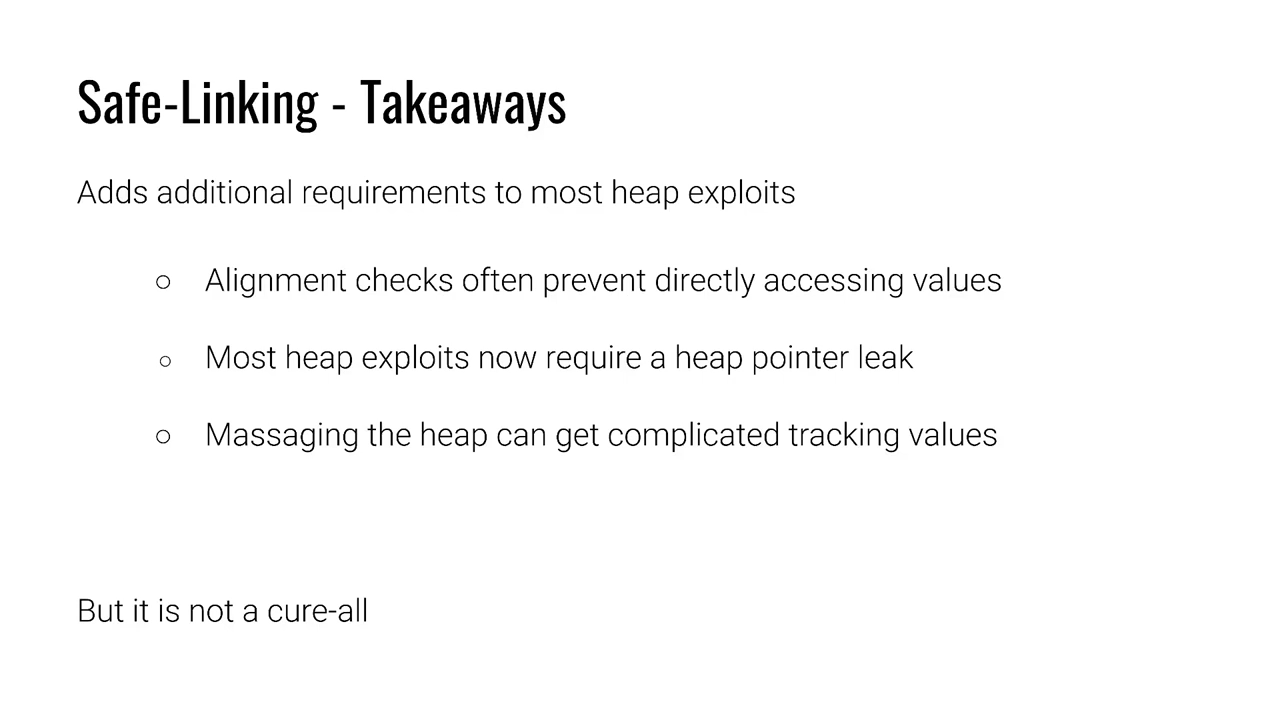 Safe-Linking - Takeaways
Adds additional requirements to most heap exploits
○ Alignment checks often prevent directly accessing values
○ Most heap exploits now require a heap pointer leak
○ Massaging the heap can get complicated tracking values
But it is not a cure-all